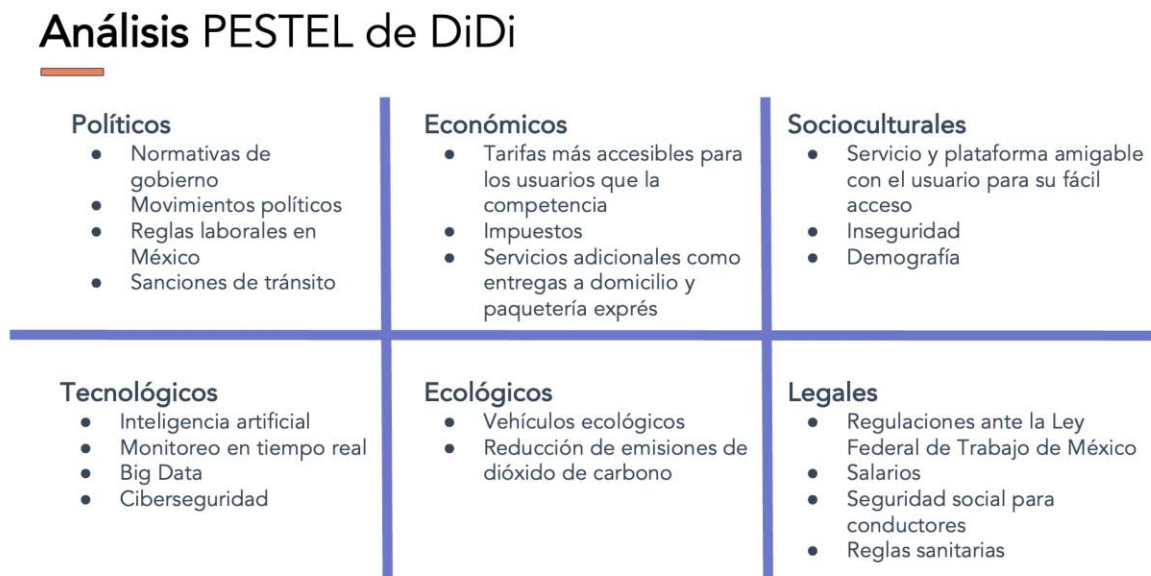 Análisis PESTEL de DiDi
Políticos
● Normativas de
gobierno
● Movimientos políticos
● Reglas laborales en
México
● Sanciones de tránsito
Económicos
● Tarifas más accesibles para
los usuarios que la
competencia
● Impuestos
● Servicios adicionales como
entregas a domicilio y
paquetería exprés
Socioculturales
● Servicio y plataforma amigable
con el usuario para su fácil
acceso
● Inseguridad
● Demografía
Tecnológicos
● Inteligencia artificial
● Monitoreo en tiempo real
● Big Data
● Ciberseguridad
Ecológicos
● Vehículos ecológicos
● Reducción de emisiones de
dióxido de carbono
Legales
● Regulaciones ante la Ley
Federal de Trabajo de México
● Salarios
● Seguridad social para
conductores
● Reglas sanitarias